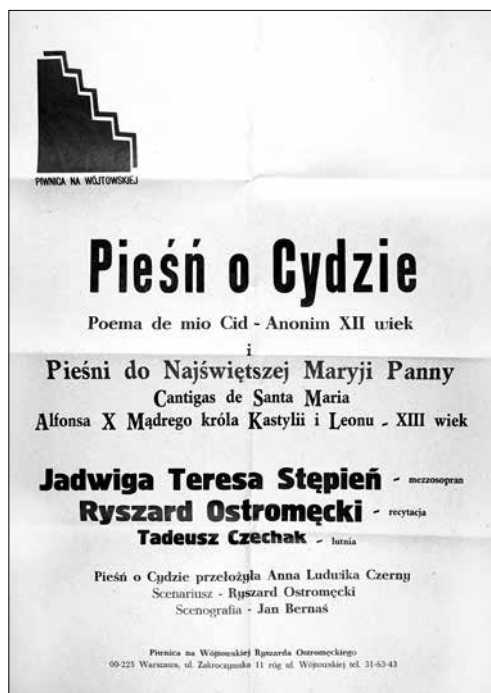 PIWNICA NA WÓJTOWSKIEJ
Pieśń o Cydzie
Poema de mio Cid - Anonim XII wiek
i
Pieśni do Najświętszej Maryji Panny
Cantigas de Santa Maria
Alfonsa X Mądrego króla Kastylii i Leonu - XIII wiek
Jadwiga Teresa Stępień - mezzosopran
Ryszard Ostromęcki - recytacja
Tadeusz Czechak - lutnia
Pieśń o Cydzie przełożyła Anna Ludwika Czerny
Scenariusz - Ryszard Ostromęcki
Scenografia - Jan Bernaś
Piwnica na Wójtowskiej Ryszarda Ostromęckiego
00-225 Warszawa, ul. Zakroczymska 11 róg ul. Wójtowskiej tel. 31-63-43